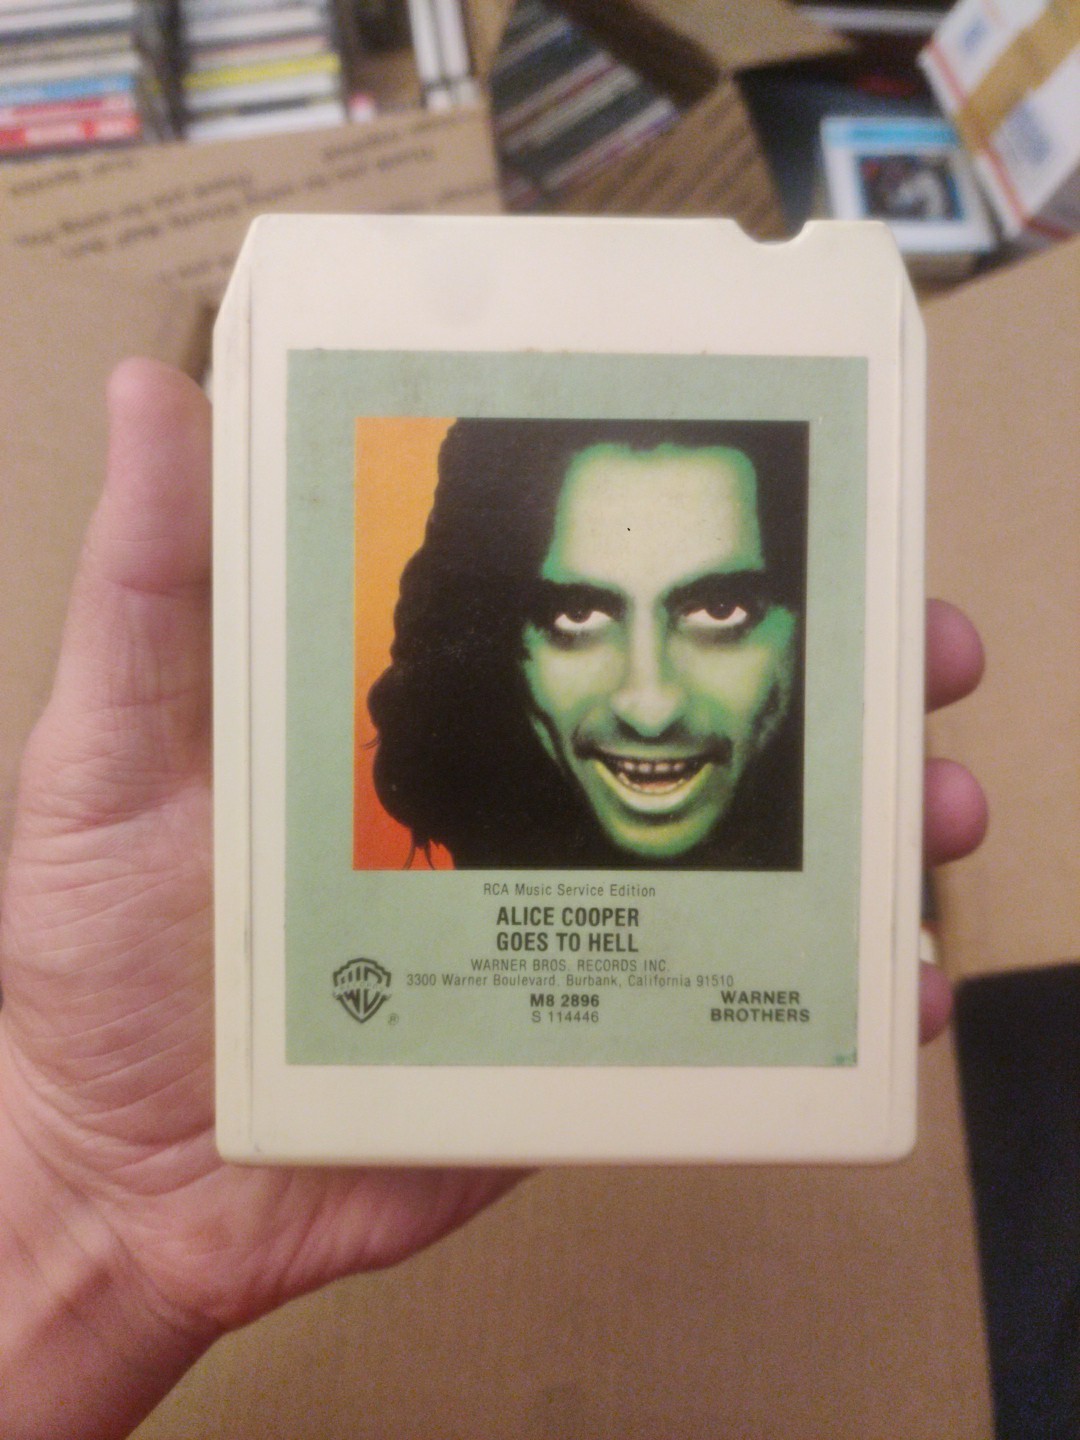 RCA Music Service Edition
ALICE COOPER
GOES TO HELL
WARNER BROS. RECORDS INC.
3300 Warner Boulevard, Burbank, California 91510
M8 2896
S 114446
WB
®
WARNER
BROTHERS